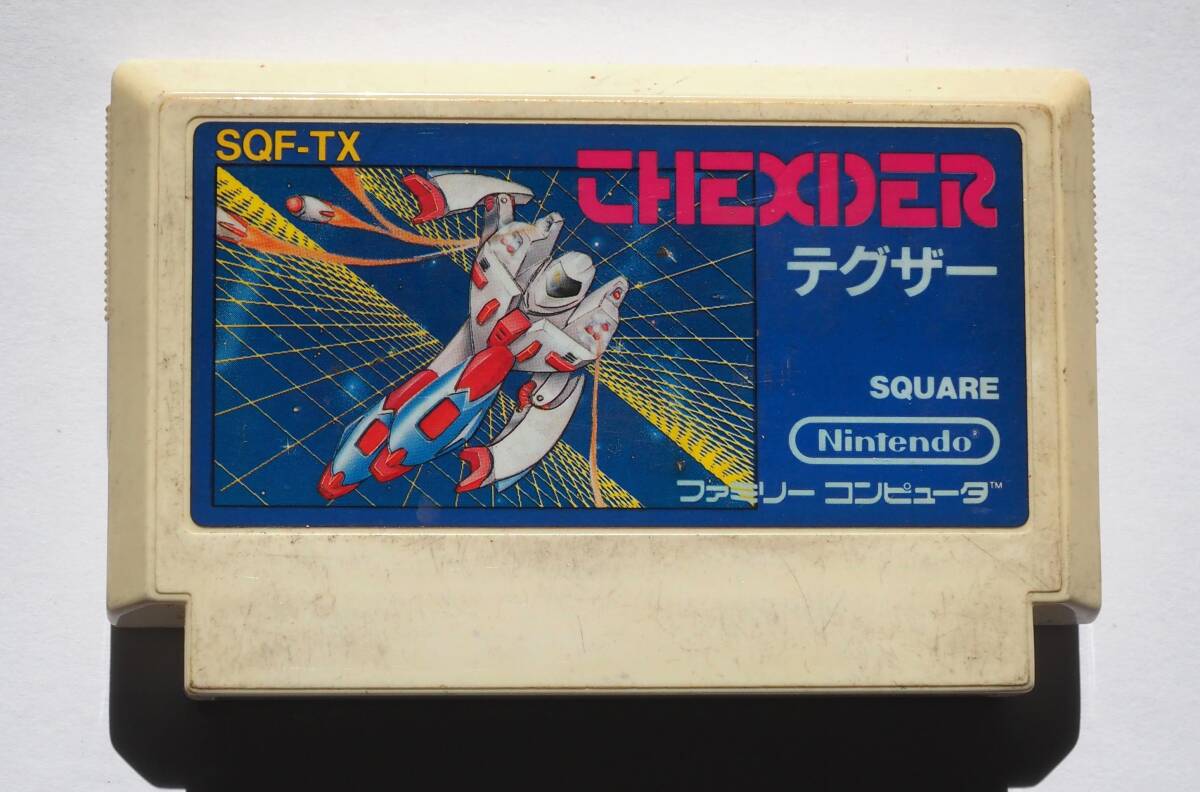 SQF-TX
THEXDER
テグザー
SQUARE
Nintendo®
ファミリー コンピュータ™